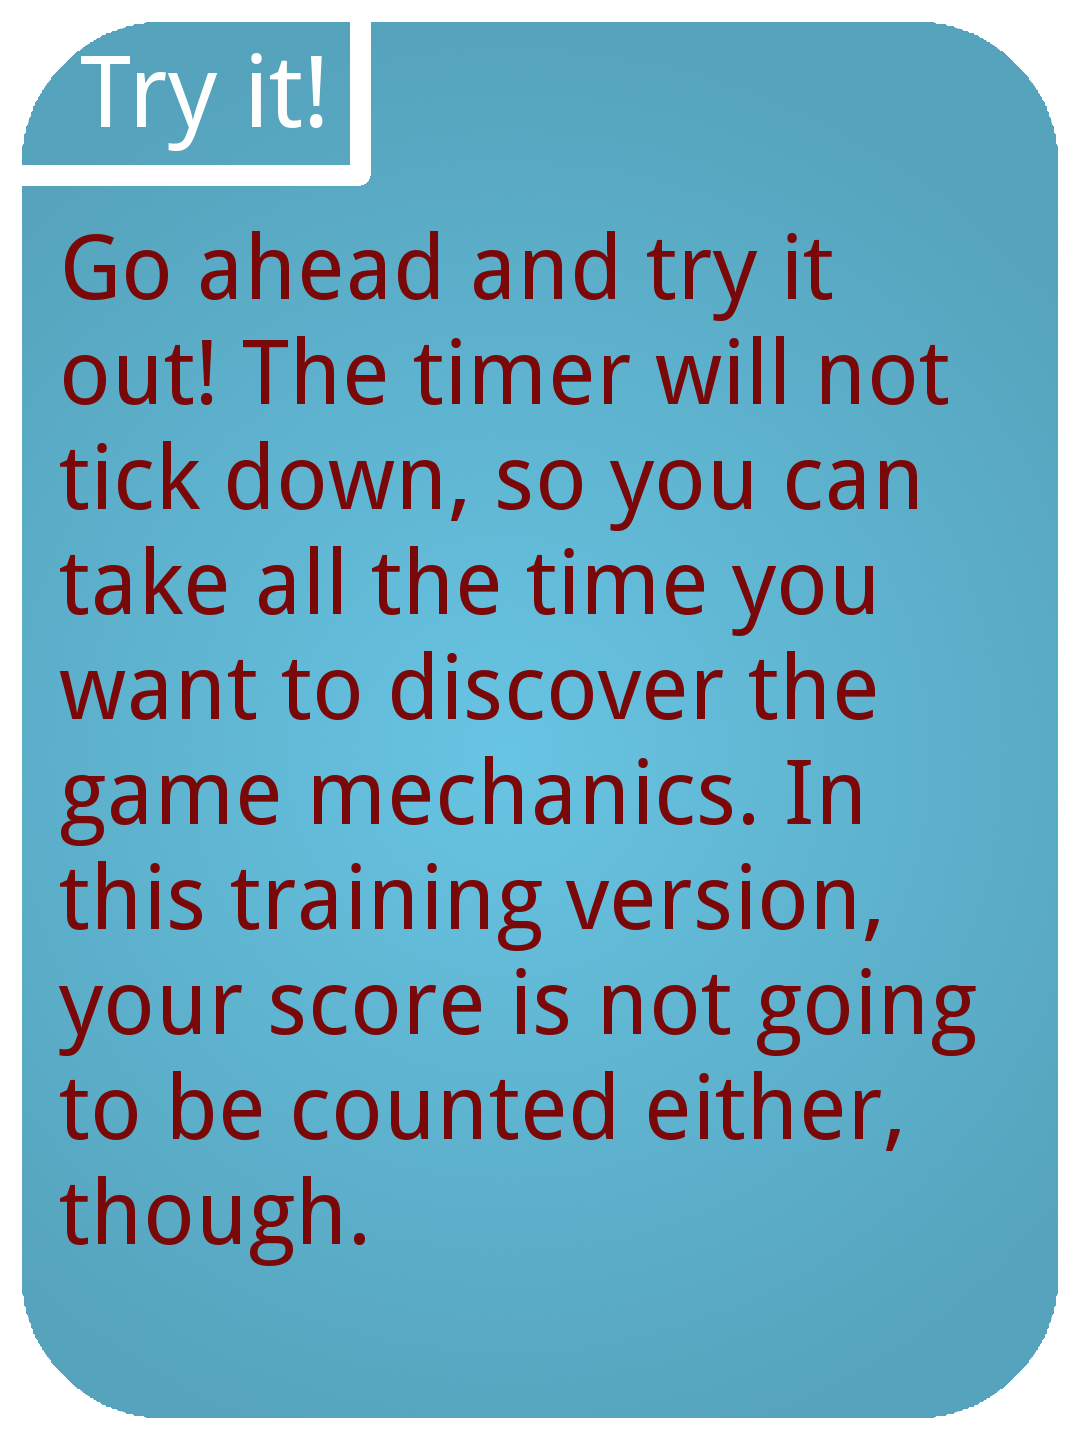 Try it!
Go ahead and try it
out! The timer will not
tick down, so you can
take all the time you
want to discover the
game mechanics. In
this training version,
your score is not going
to be counted either,
though.